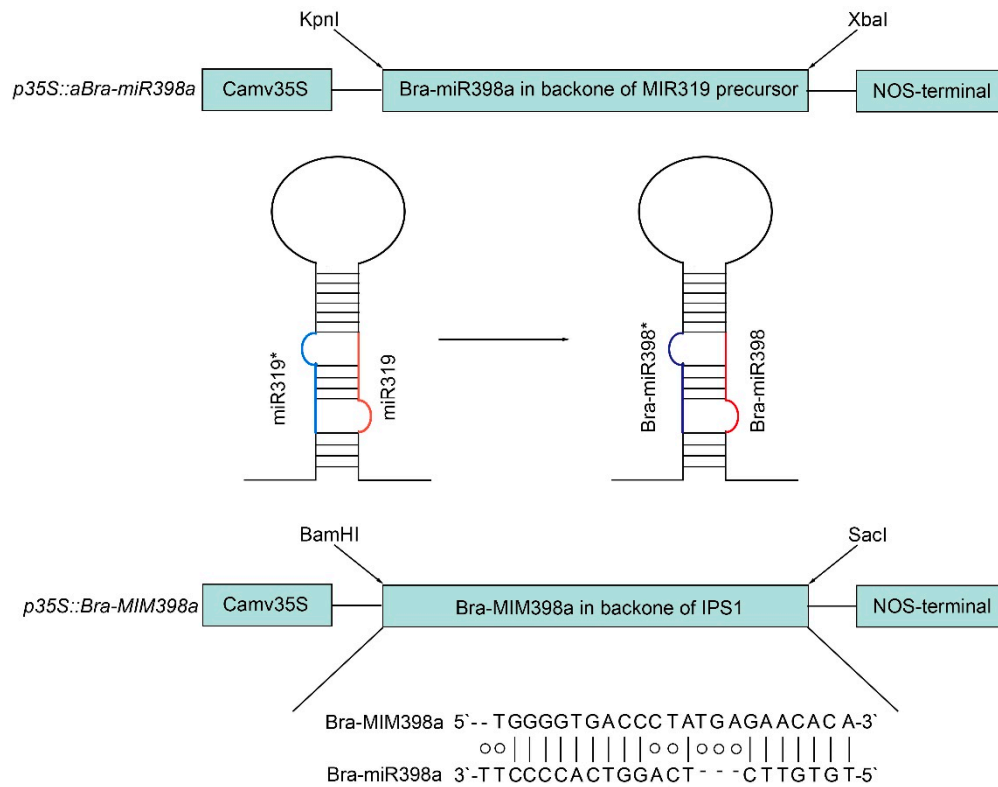 KpnI
XbaI
p35S::aBra-miR398a
Camv35S
Bra-miR398a in backbone of MIR319 precursor
NOS-terminal
miR319*
miR319
Bra-miR398*
Bra-miR398
BamHI
SacI
p35S::Bra-MIM398a
Camv35S
Bra-MIM398a in backone of IPS1
NOS-terminal
Bra-MIM398a 5`--TGGGGTGACCCTATGAGAACACA-3`
Bra-miR398a 3`-TTCCCCACTGGACT---CTTGTGT-5`